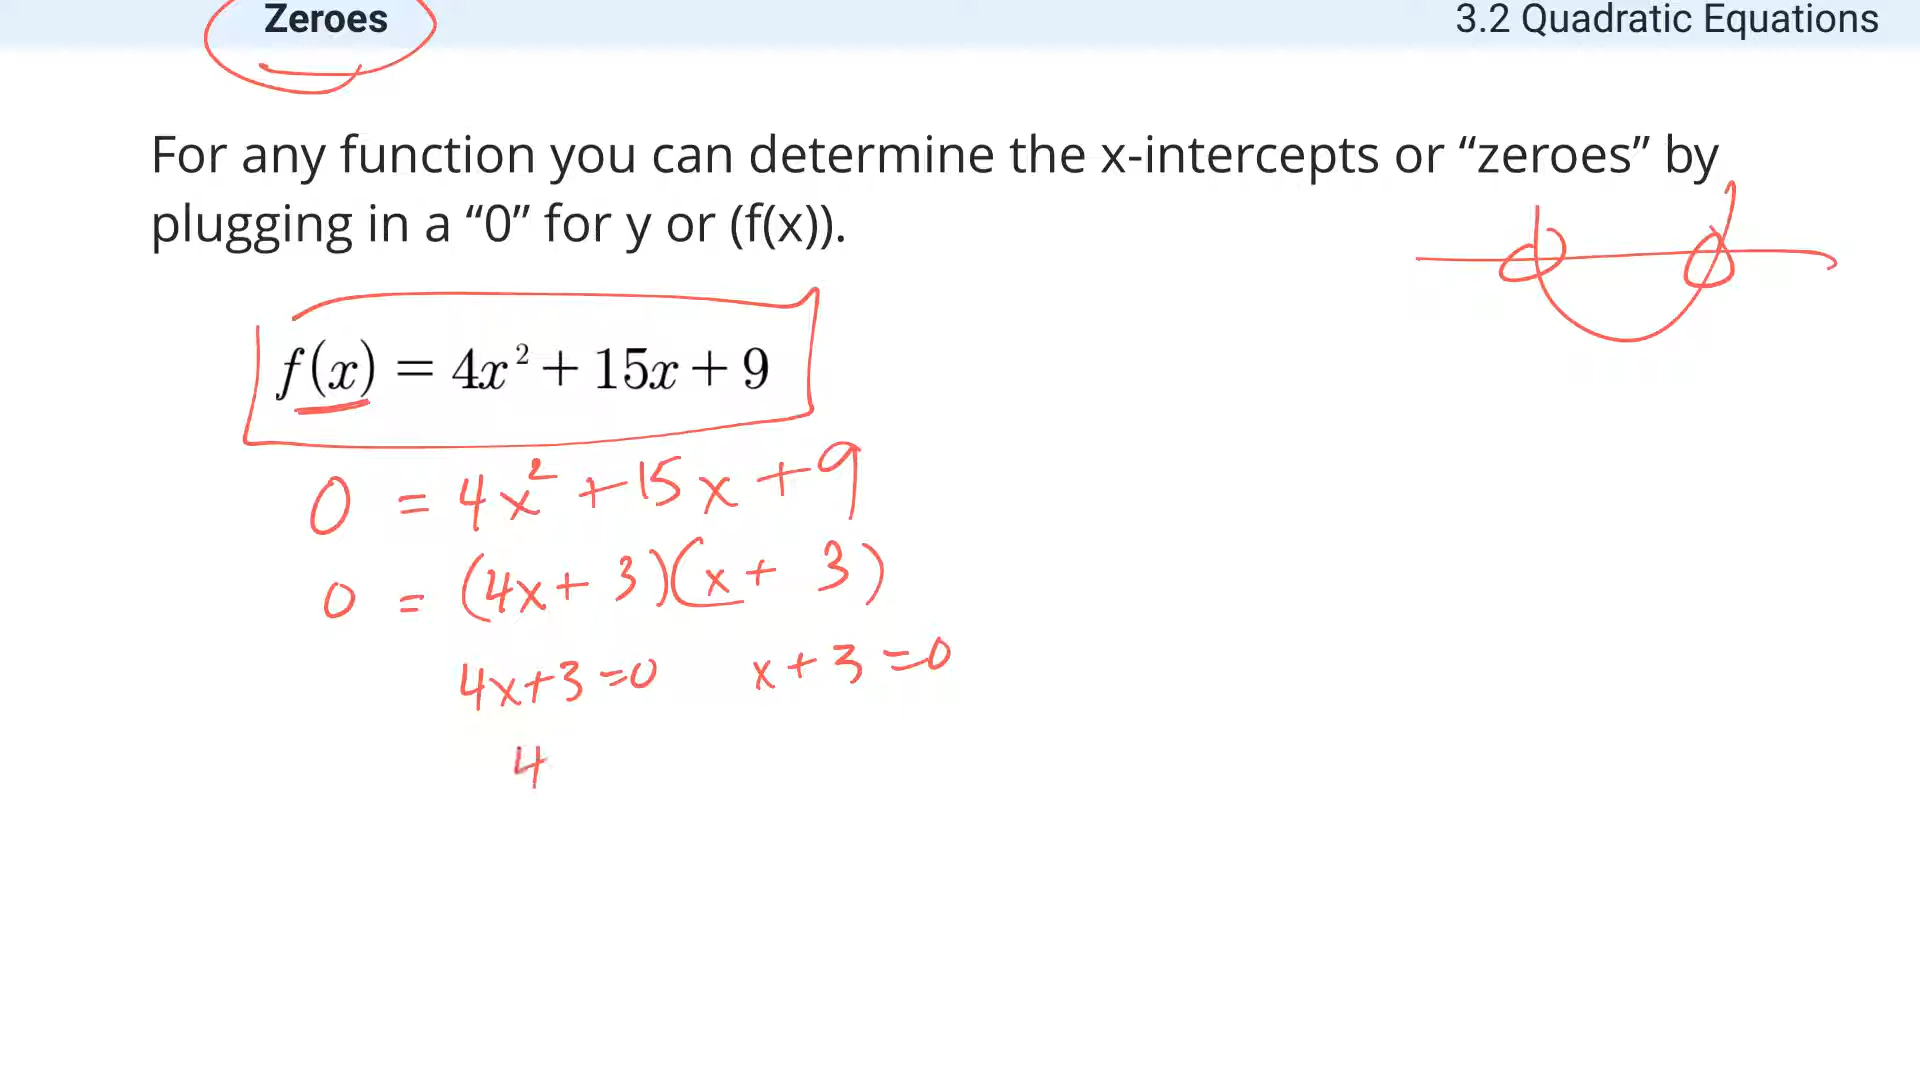 Zeroes 3.2 Quadratic Equations
For any function you can determine the x-intercepts or “zeroes” by
plugging in a “0” for y or (f(x)).
f(x) = 4x² + 15x + 9
0 = 4x² + 15x + 9
0 = (4x + 3)(x + 3)
4x+3=0 x+3=0
4